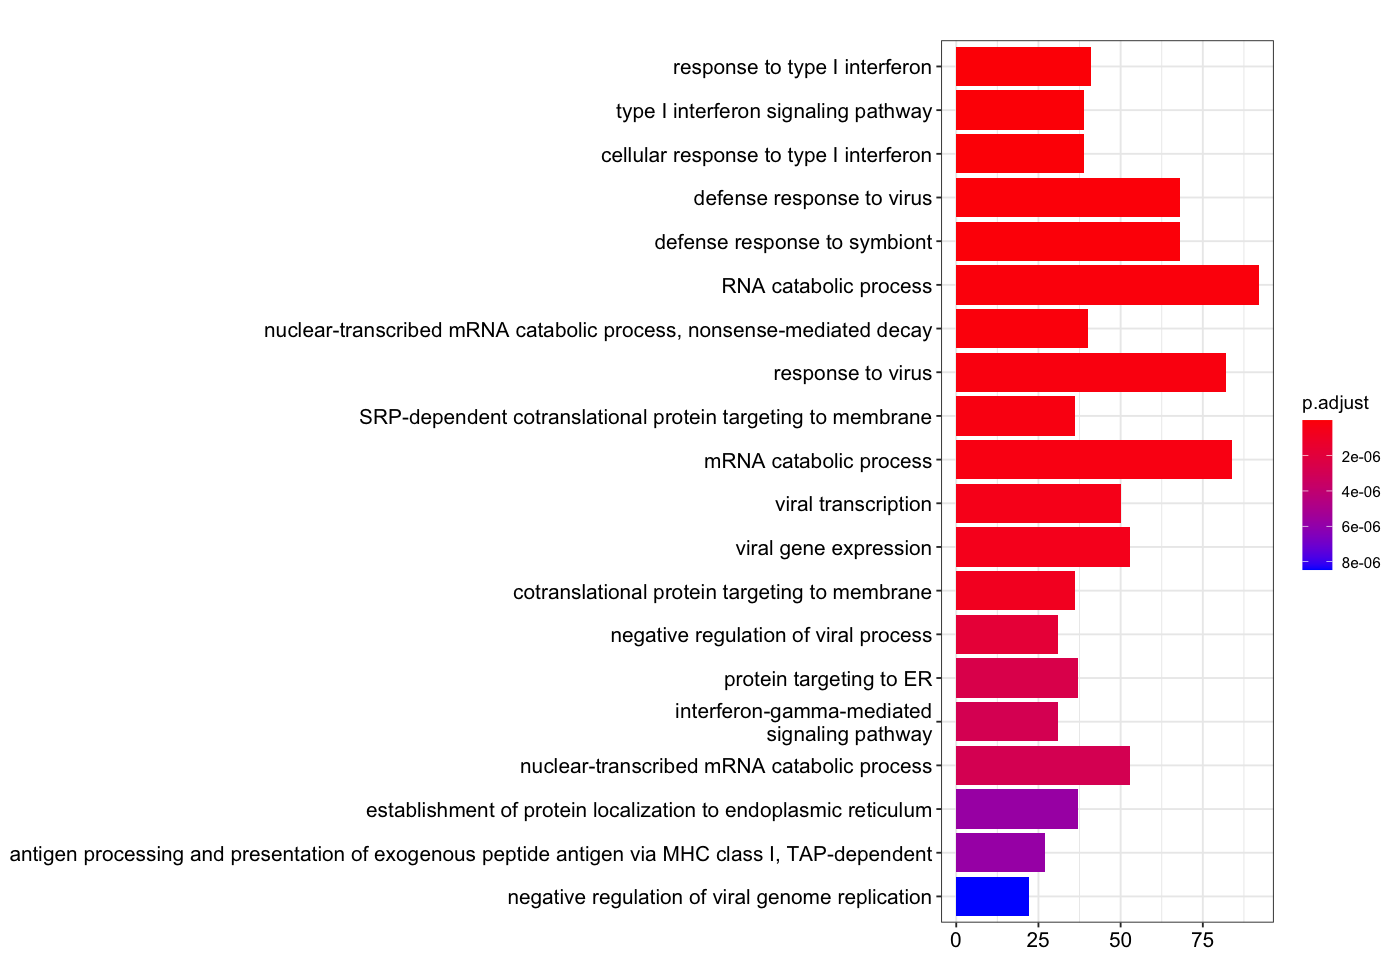 response to type I interferon
type I interferon signaling pathway
cellular response to type I interferon
defense response to virus
defense response to symbiont
RNA catabolic process
nuclear-transcribed mRNA catabolic process, nonsense-mediated decay
response to virus
SRP-dependent cotranslational protein targeting to membrane
mRNA catabolic process
viral transcription
viral gene expression
cotranslational protein targeting to membrane
negative regulation of viral process
protein targeting to ER
interferon-gamma-mediated
signaling pathway
nuclear-transcribed mRNA catabolic process
establishment of protein localization to endoplasmic reticulum
antigen processing and presentation of exogenous peptide antigen via MHC class I, TAP-dependent
negative regulation of viral genome replication
0 25 50 75
p.adjust
2e-06
4e-06
6e-06
8e-06